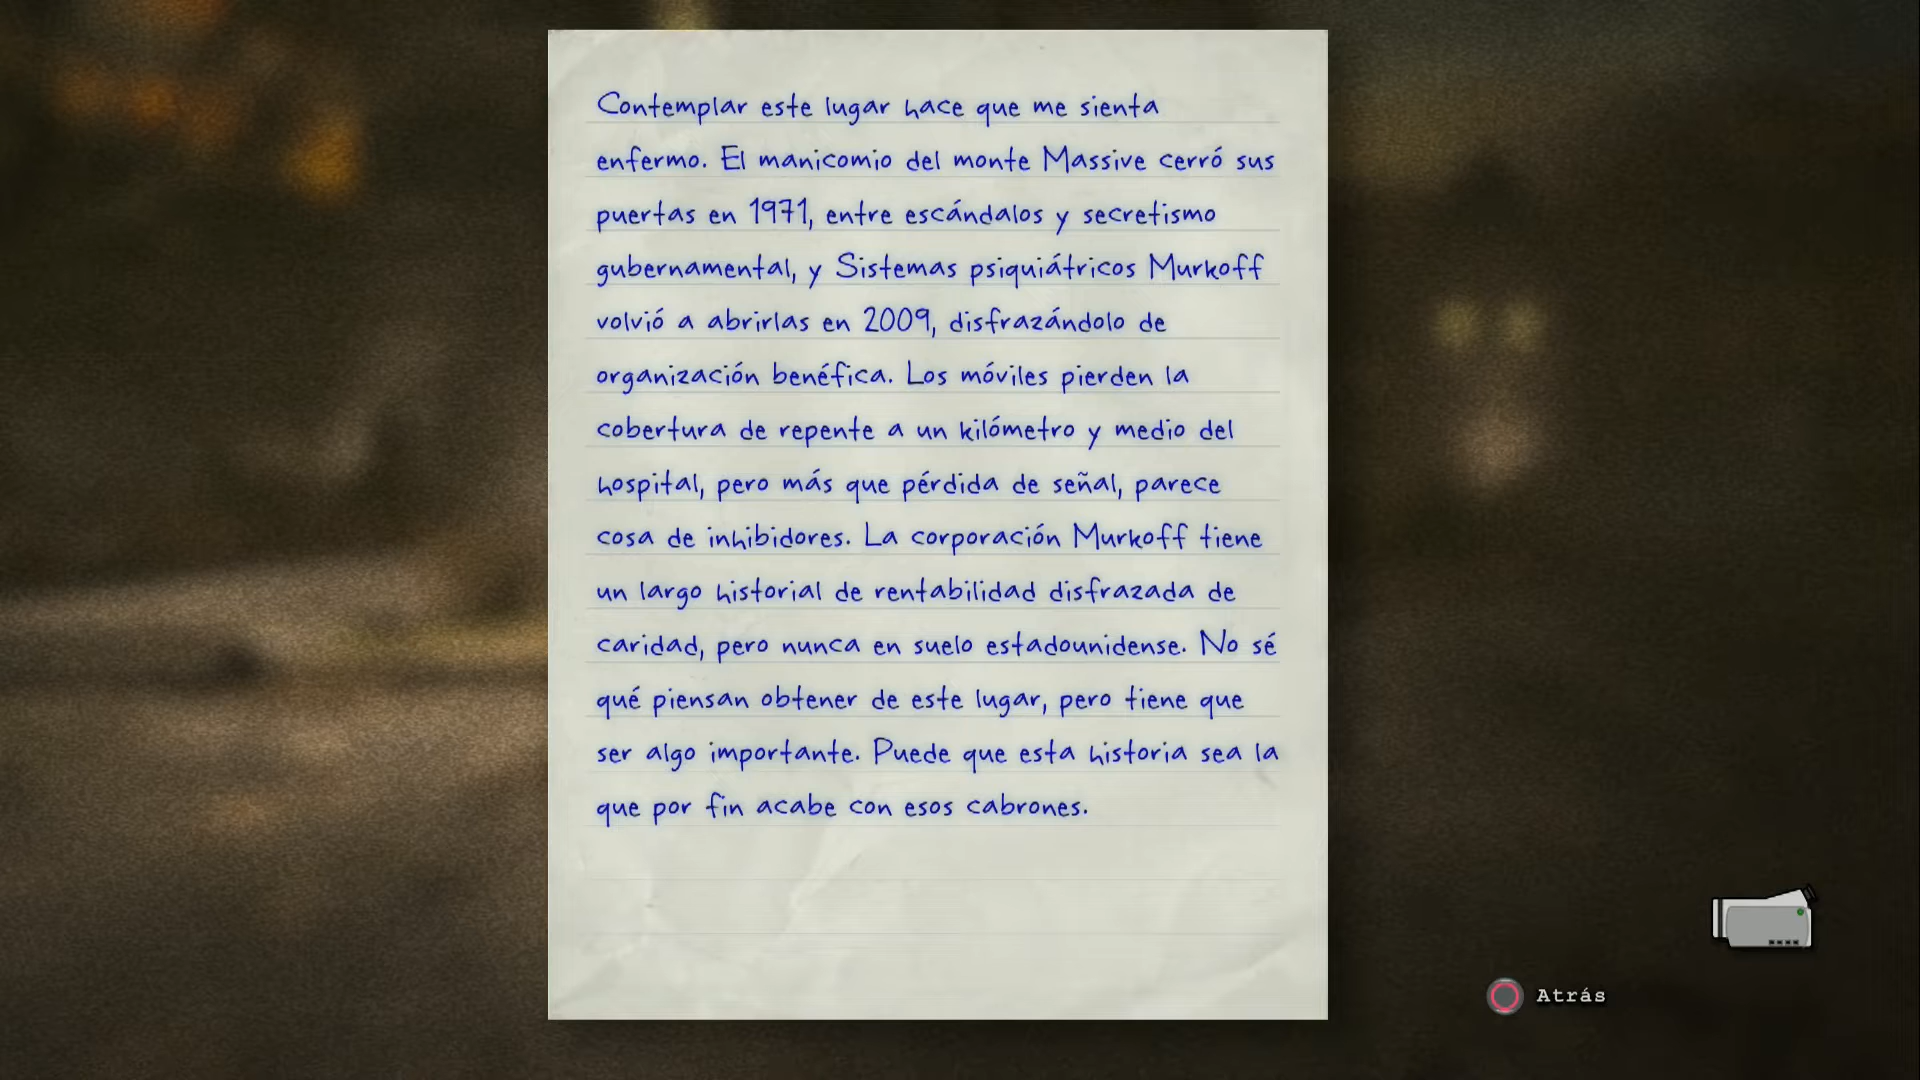 Contemplar este lugar hace que me sienta
enfermo. El manicomio del monte Massive cerró sus
puertas en 1971, entre escándalos y secretismo
gubernamental, y Sistemas psiquiátricos Murkoff
volvió a abrirlas en 2009, disfrazándolo de
organización benéfica. Los móviles pierden la
cobertura de repente a un kilómetro y medio del
hospital, pero más que pérdida de señal, parece
cosa de inhibidores. La corporación Murkoff tiene
un largo historial de rentabilidad disfrazada de
caridad, pero nunca en suelo estadounidense. No sé
qué piensan obtener de este lugar, pero tiene que
ser algo importante. Puede que esta historia sea la
que por fin acabe con esos cabrones.
Atrás